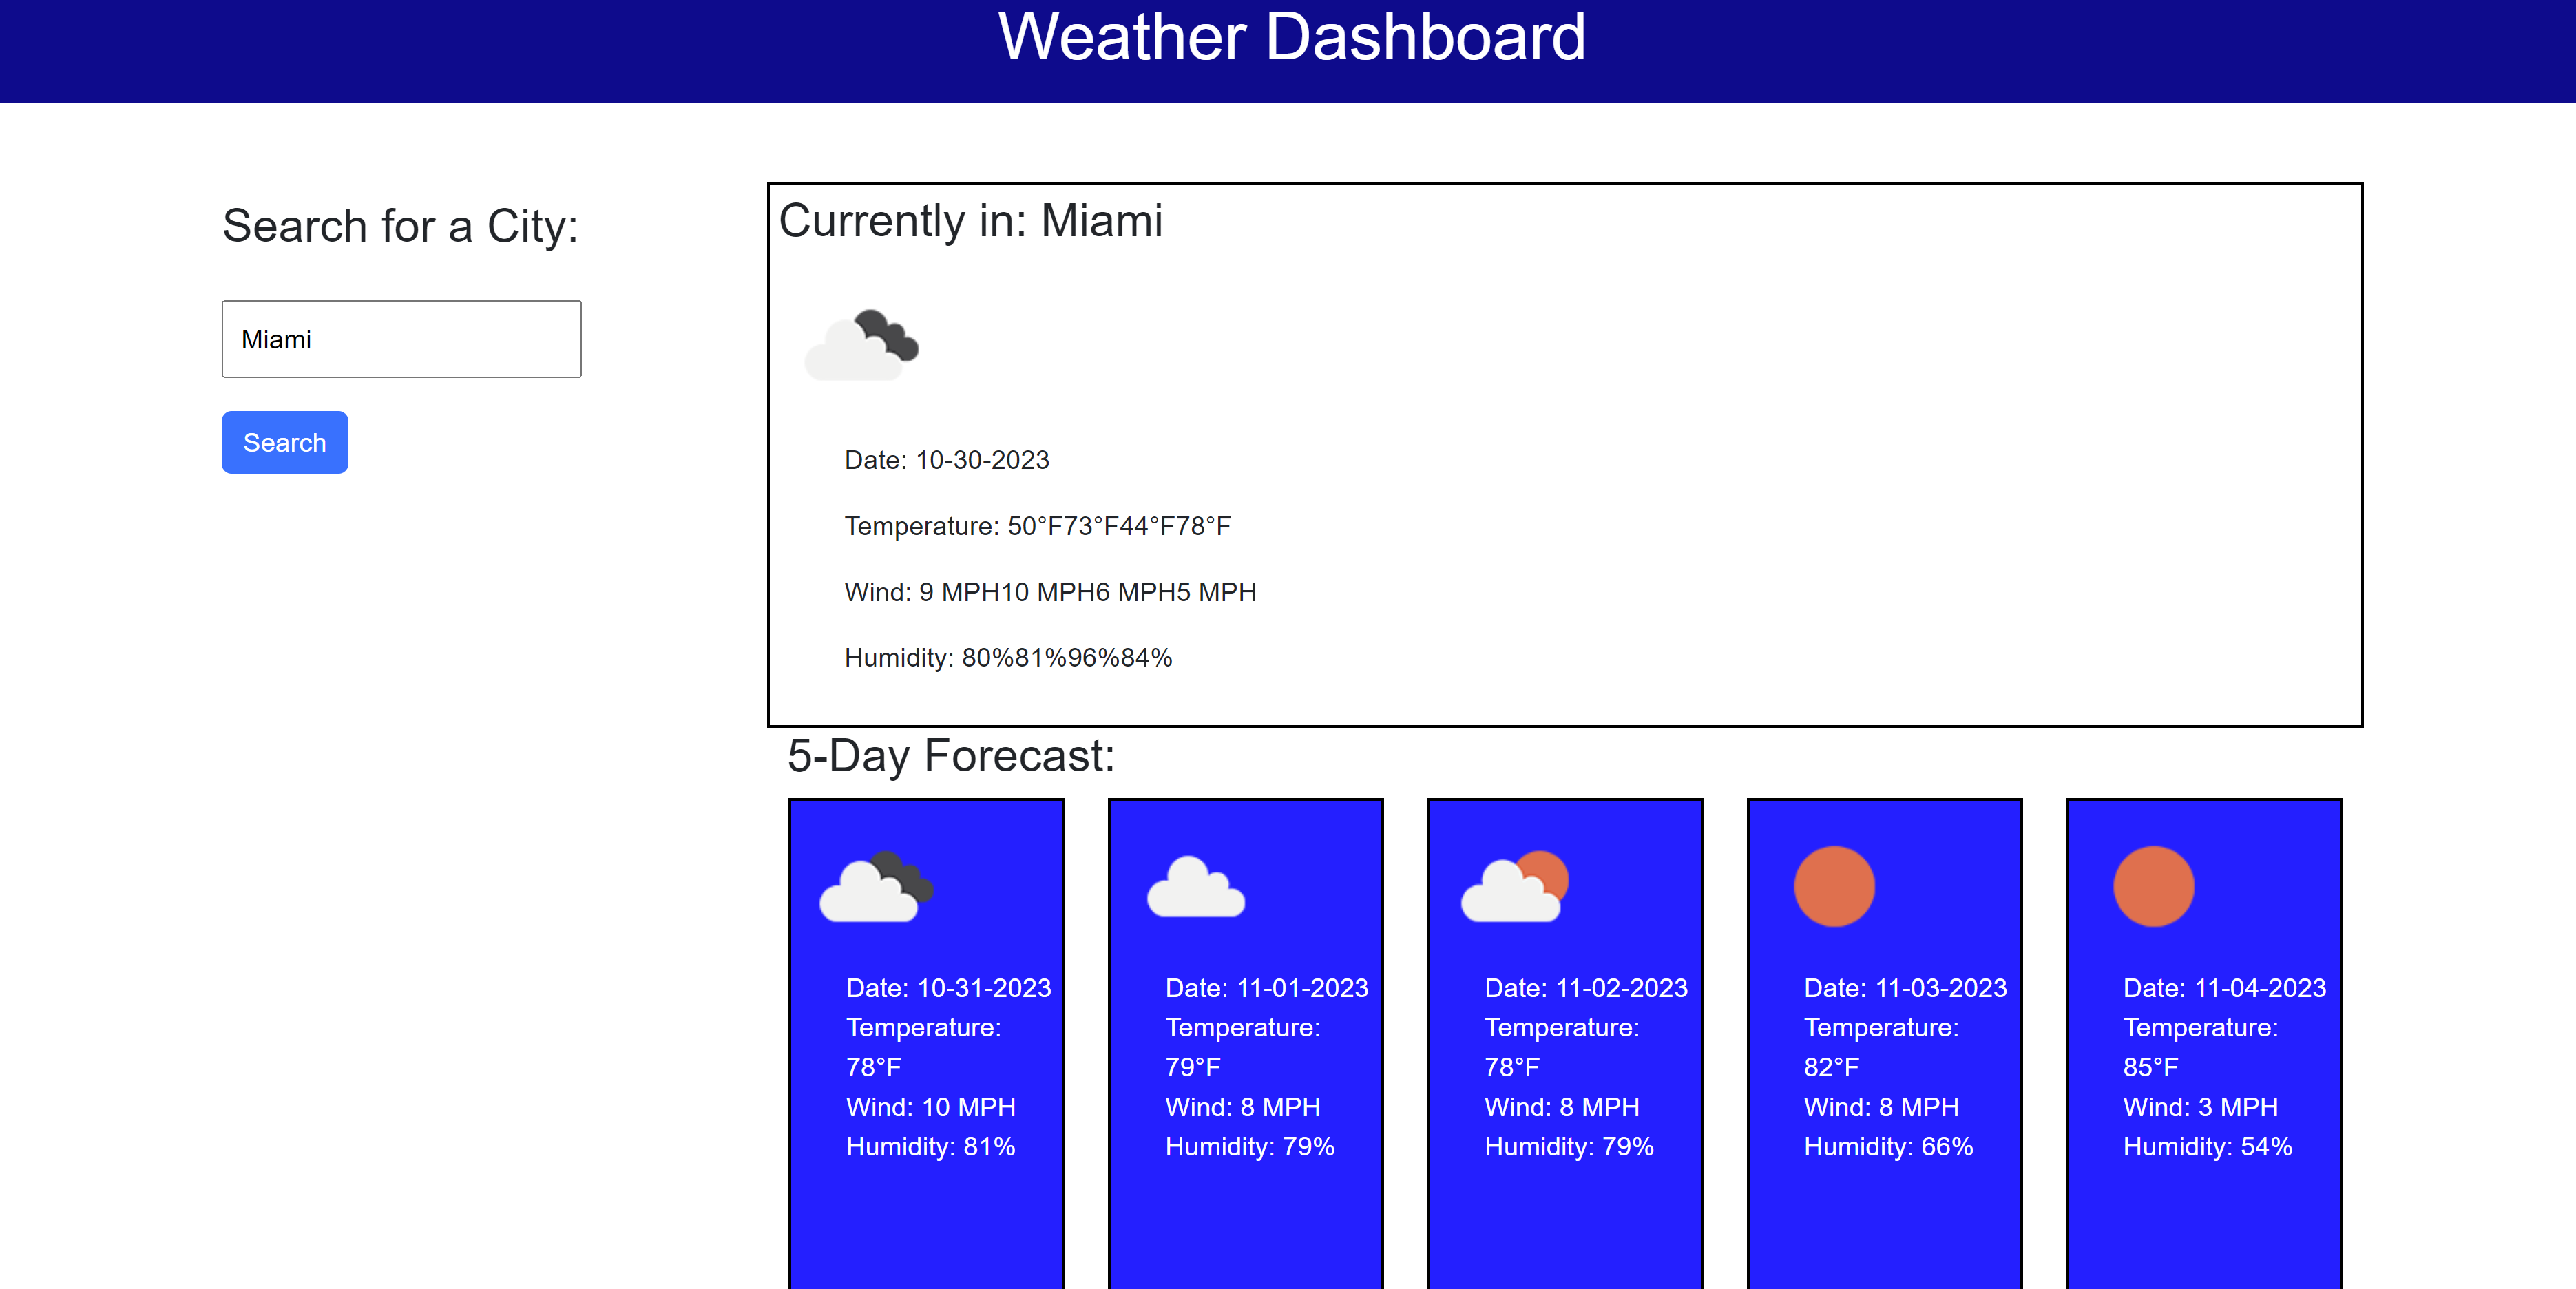 Weather Dashboard
Search for a City:
Miami
Search
Currently in: Miami
Date: 10-30-2023
Temperature: 50°F73°F44°F78°F
Wind: 9 MPH10 MPH6 MPH5 MPH
Humidity: 80%81%96%84%
5-Day Forecast:
Date: 10-31-2023
Temperature:
78°F
Wind: 10 MPH
Humidity: 81%
Date: 11-01-2023
Temperature:
79°F
Wind: 8 MPH
Humidity: 79%
Date: 11-02-2023
Temperature:
78°F
Wind: 8 MPH
Humidity: 79%
Date: 11-03-2023
Temperature:
82°F
Wind: 8 MPH
Humidity: 66%
Date: 11-04-2023
Temperature:
85°F
Wind: 3 MPH
Humidity: 54%